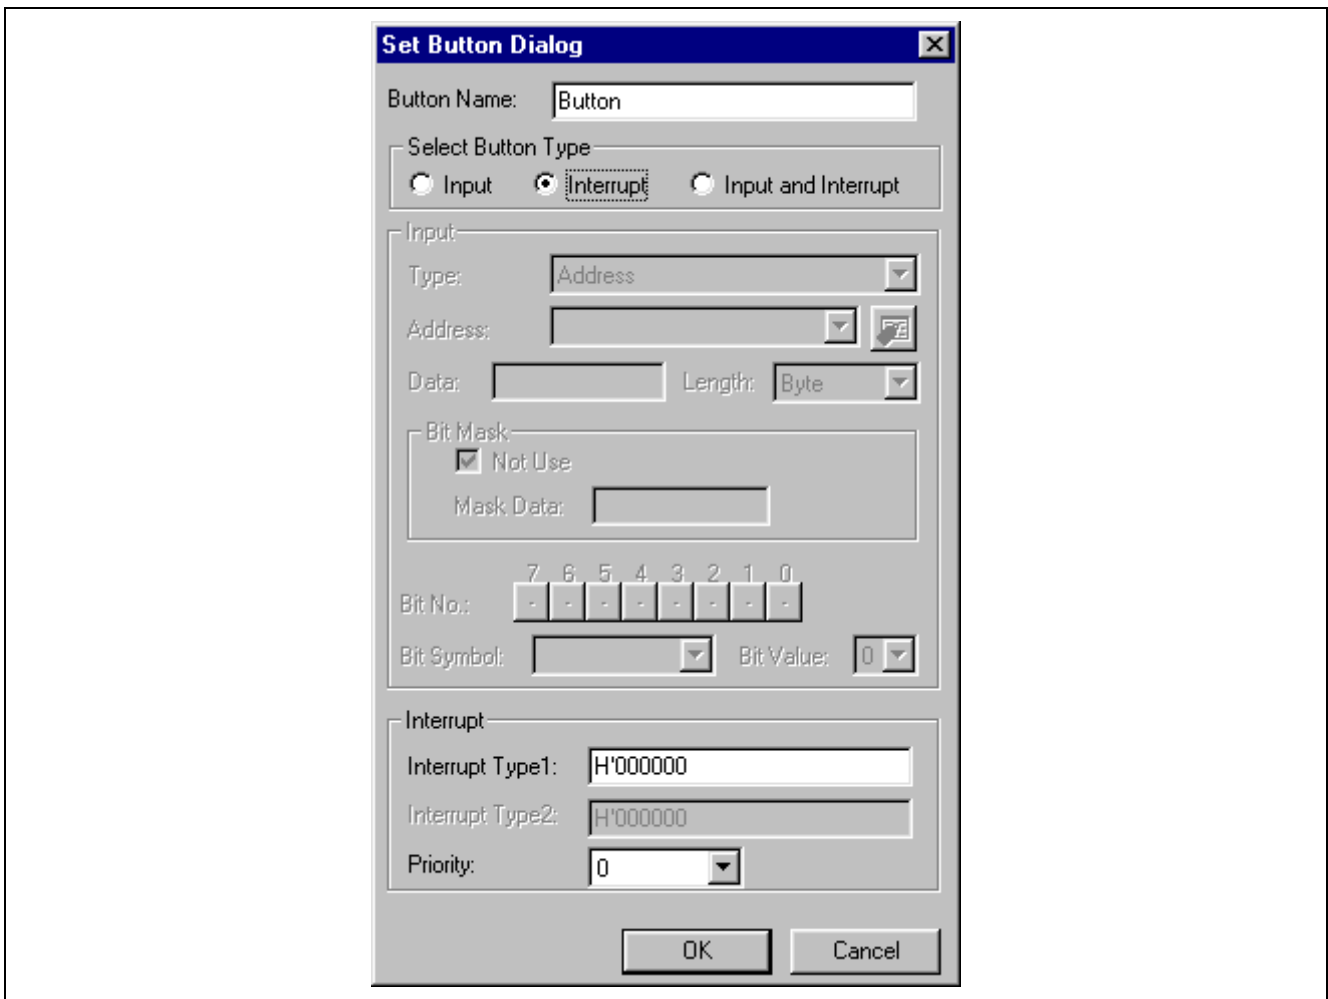 Set Button Dialog
Button Name: Button
Select Button Type
Input Interrupt Input and Interrupt
Input
Type: Address
Address:
Data: Length: Byte
Bit Mask
Not Use
Mask Data:
7 6 5 4 3 2 1 0
Bit No.: - - - - - - - -
Bit Symbol: Bit Value: 0
Interrupt
Interrupt Type1: H'000000
Interrupt Type2: H'000000
Priority: 0
OK Cancel